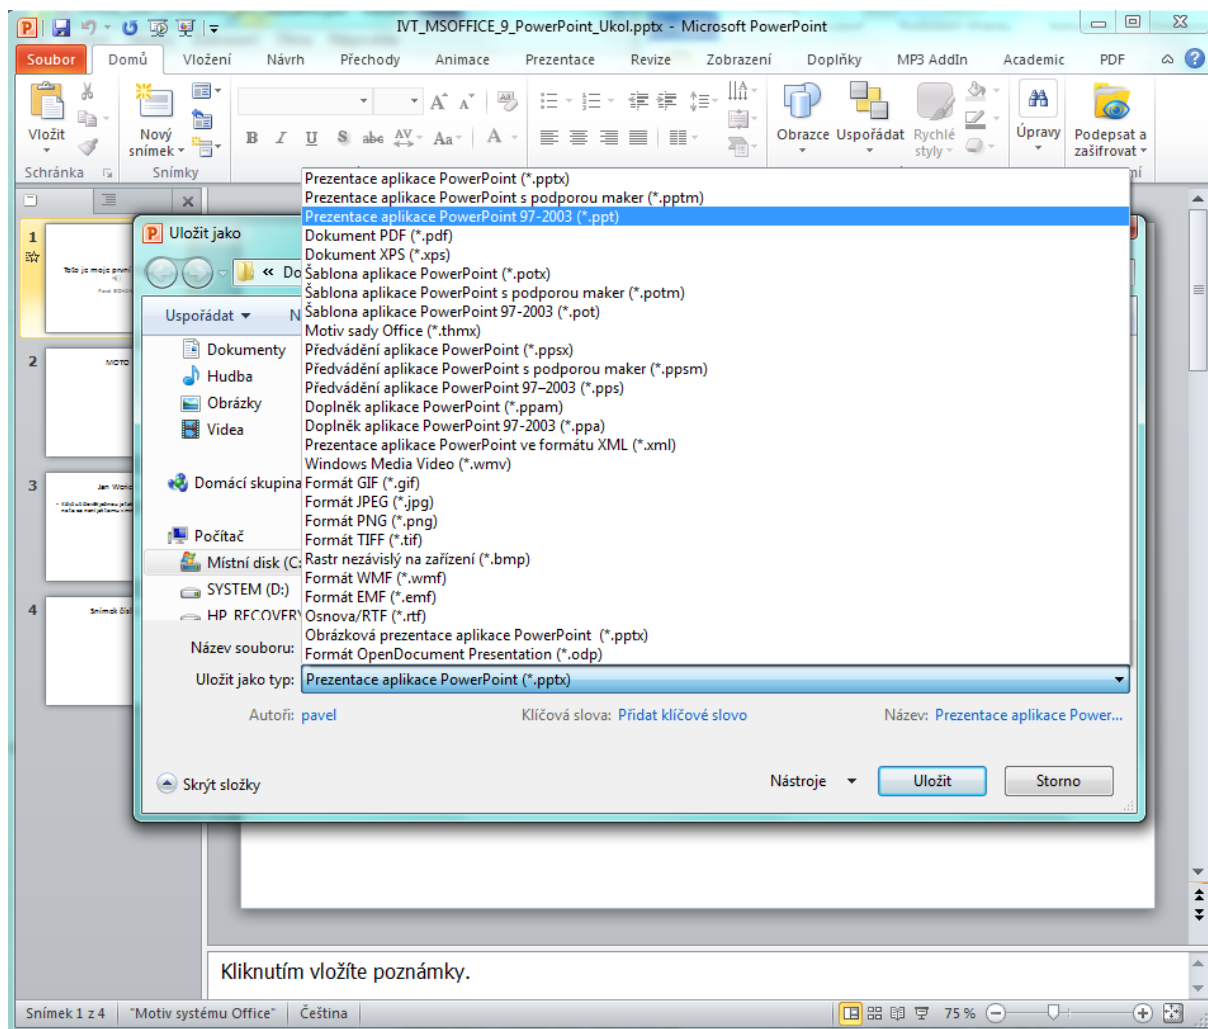 IVT_MSOFFICE_9_PowerPoint_Ukol.pptx - Microsoft PowerPoint
Soubor Domů Vložení Návrh Přechody Animace Prezentace Revize Zobrazení Doplňky MP3 AddIn Academic PDF
Vložit
Nový
snímek
Obrazce Uspořádat Rychlé
styly
Úpravy
Podepsat a
zašifrovat
Schránka Snímky
Prezentace aplikace PowerPoint (*.pptx)
Prezentace aplikace PowerPoint s podporou maker (*.pptm)
Prezentace aplikace PowerPoint 97-2003 (*.ppt)
Dokument PDF (*.pdf)
Dokument XPS (*.xps)
Šablona aplikace PowerPoint (*.potx)
Šablona aplikace PowerPoint s podporou maker (*.potm)
Šablona aplikace PowerPoint 97-2003 (*.pot)
Motiv sady Office (*.thmx)
Předvádění aplikace PowerPoint (*.ppsx)
Předvádění aplikace PowerPoint s podporou maker (*.ppsm)
Předvádění aplikace PowerPoint 97–2003 (*.pps)
Doplněk aplikace PowerPoint (*.ppam)
Doplněk aplikace PowerPoint 97-2003 (*.ppa)
Prezentace aplikace PowerPoint ve formátu XML (*.xml)
Windows Media Video (*.wmv)
Formát GIF (*.gif)
Formát JPEG (*.jpg)
Formát PNG (*.png)
Formát TIFF (*.tif)
Rastr nezávislý na zařízení (*.bmp)
Formát WMF (*.wmf)
Formát EMF (*.emf)
Osnova/RTF (*.rtf)
Obrázková prezentace aplikace PowerPoint (*.pptx)
Formát OpenDocument Presentation (*.odp)
1
Toto je moje první
2
MOTO
3
4
Uložit jako
« Do
Uspořádat N
Dokumenty
Hudba
Obrázky
Videa
Domácí skupina
Počítač
Místní disk (C:
SYSTEM (D:)
HP_RECOVERY
Název souboru:
Uložit jako typ: Prezentace aplikace PowerPoint (*.pptx)
Autoři: pavel Klíčová slova: Přidat klíčové slovo Název: Prezentace aplikace Power...
Skrýt složky Nástroje Uložit Storno
Kliknutím vložíte poznámky.
Snímek 1 z 4 "Motiv systému Office" Čeština 75 %